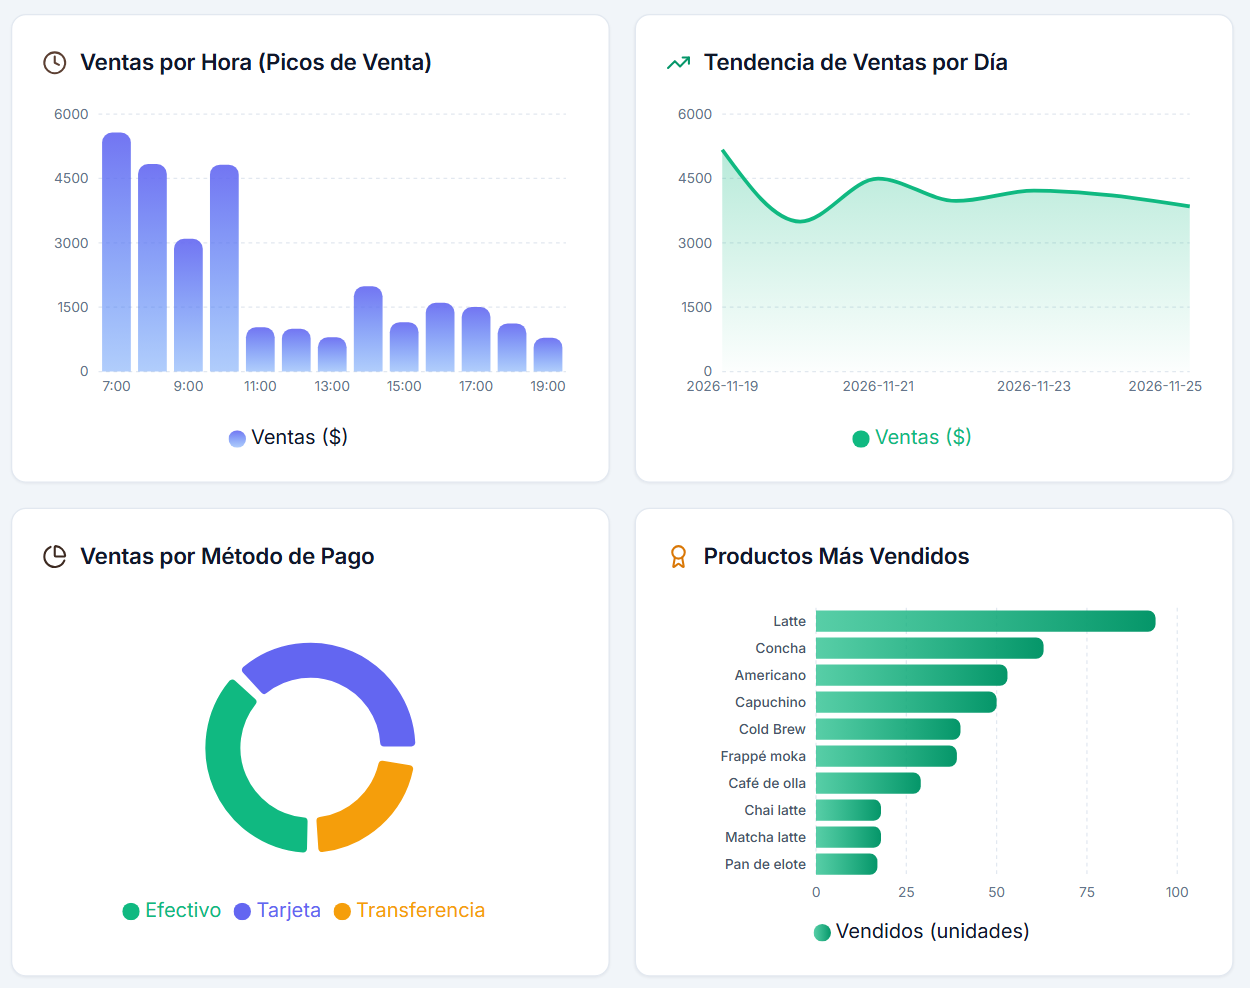 Ventas por Hora (Picos de Venta)
6000
4500
3000
1500
0
7:00 9:00 11:00 13:00 15:00 17:00 19:00
Ventas ($)
Tendencia de Ventas por Día
6000
4500
3000
1500
0
2026-11-19 2026-11-21 2026-11-23 2026-11-25
Ventas ($)
Ventas por Método de Pago
Efectivo Tarjeta Transferencia
Productos Más Vendidos
Latte
Concha
Americano
Capuchino
Cold Brew
Frappé moka
Café de olla
Chai latte
Matcha latte
Pan de elote
0 25 50 75 100
Vendidos (unidades)